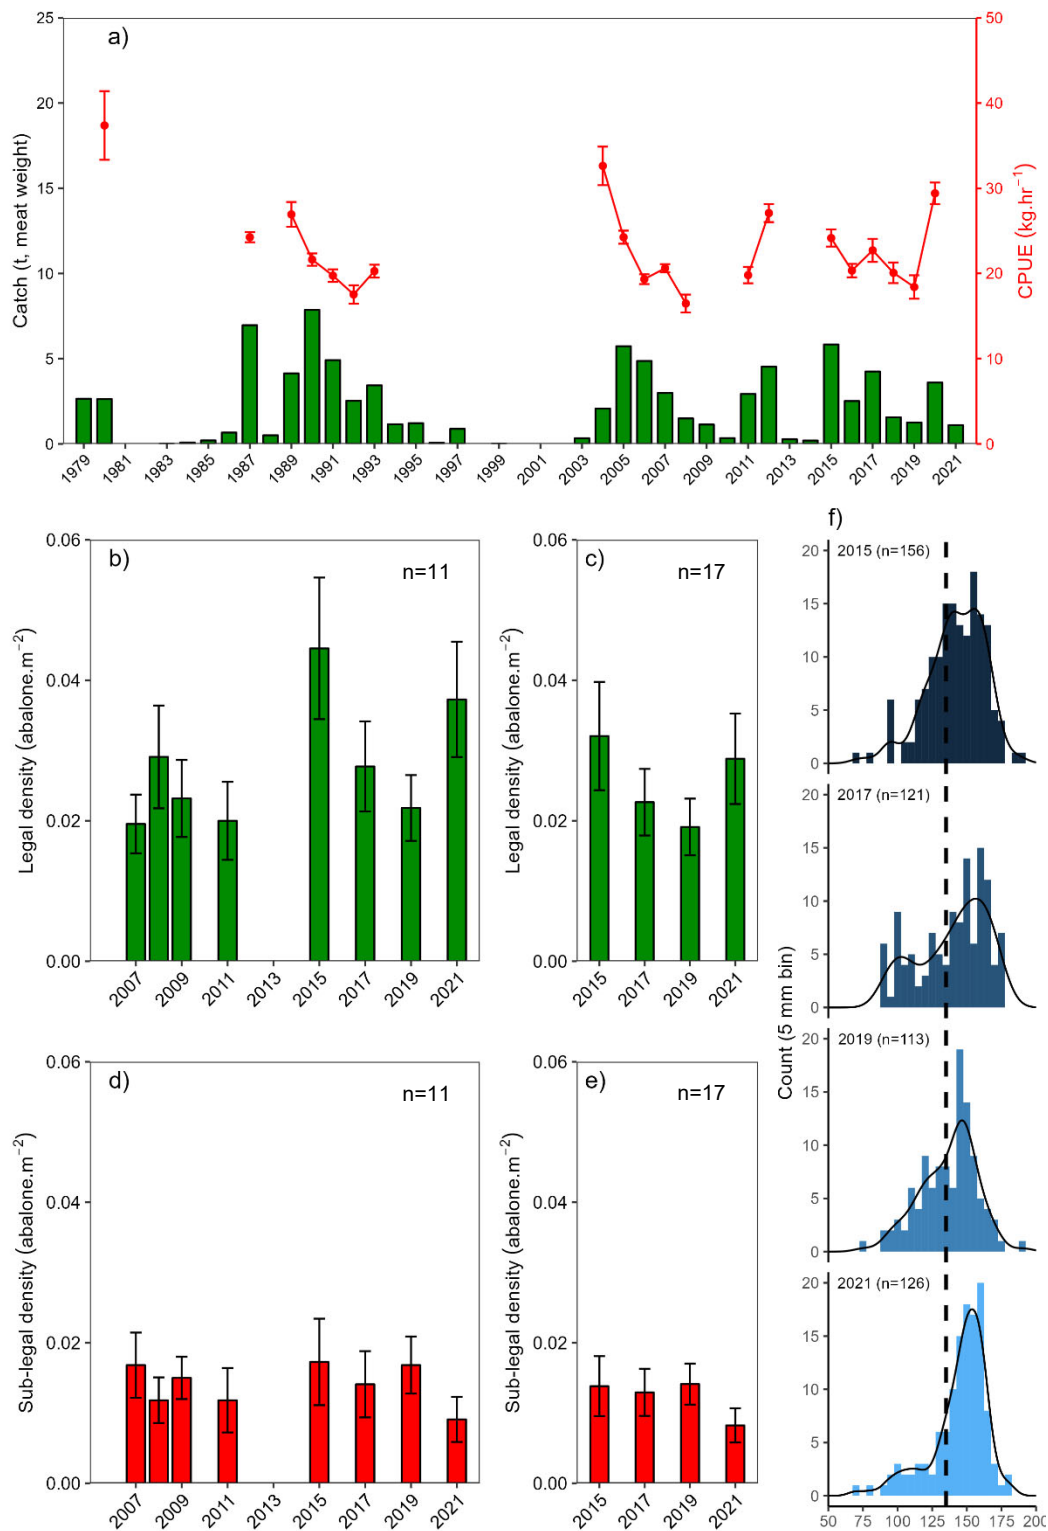 a)
Catch (t, meat weight)
25
20
15
10
5
0
CPUE (kg.hr⁻¹)
50
40
30
20
10
0
1979 1981 1983 1985 1987 1989 1991 1993 1995 1997 1999 2001 2003 2005 2007 2009 2011 2013 2015 2017 2019 2021
b)
n=11
Legal density (abalone.m⁻²)
0.06
0.04
0.02
0.00
2007 2009 2011 2013 2015 2017 2019 2021
c)
n=17
Legal density (abalone.m⁻²)
0.06
0.04
0.02
0.00
2015 2017 2019 2021
d)
n=11
Sub-legal density (abalone.m⁻²)
0.06
0.04
0.02
0.00
2007 2009 2011 2013 2015 2017 2019 2021
e)
n=17
Sub-legal density (abalone.m⁻²)
0.06
0.04
0.02
0.00
2015 2017 2019 2021
f)
Count (5 mm bin)
2015 (n=156)
20
15
10
5
0
2017 (n=121)
20
15
10
5
0
2019 (n=113)
20
15
10
5
0
2021 (n=126)
20
15
10
5
0
50 100 125 150 175 200